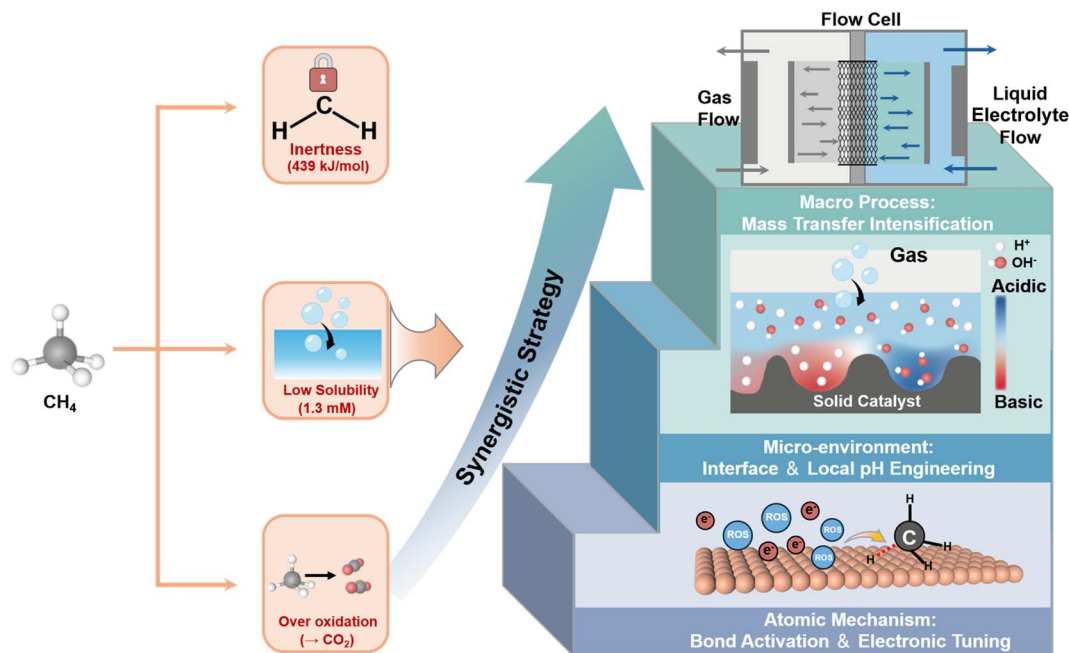 CH₄
C
H H
Inertness
(439 kJ/mol)
Low Solubility
(1.3 mM)
Over oxidation
(→ CO₂)
Synergistic Strategy
Flow Cell
Gas
Flow
Liquid
Electrolyte
Flow
Macro Process:
Mass Transfer Intensification
Gas
H⁺
OH⁻
Acidic
Basic
Solid Catalyst
Micro-environment:
Interface & Local pH Engineering
e⁻
ROS
ROS
e⁻
ROS
e⁻
e⁻
ROS
H
C
H
H
H
Atomic Mechanism:
Bond Activation & Electronic Tuning